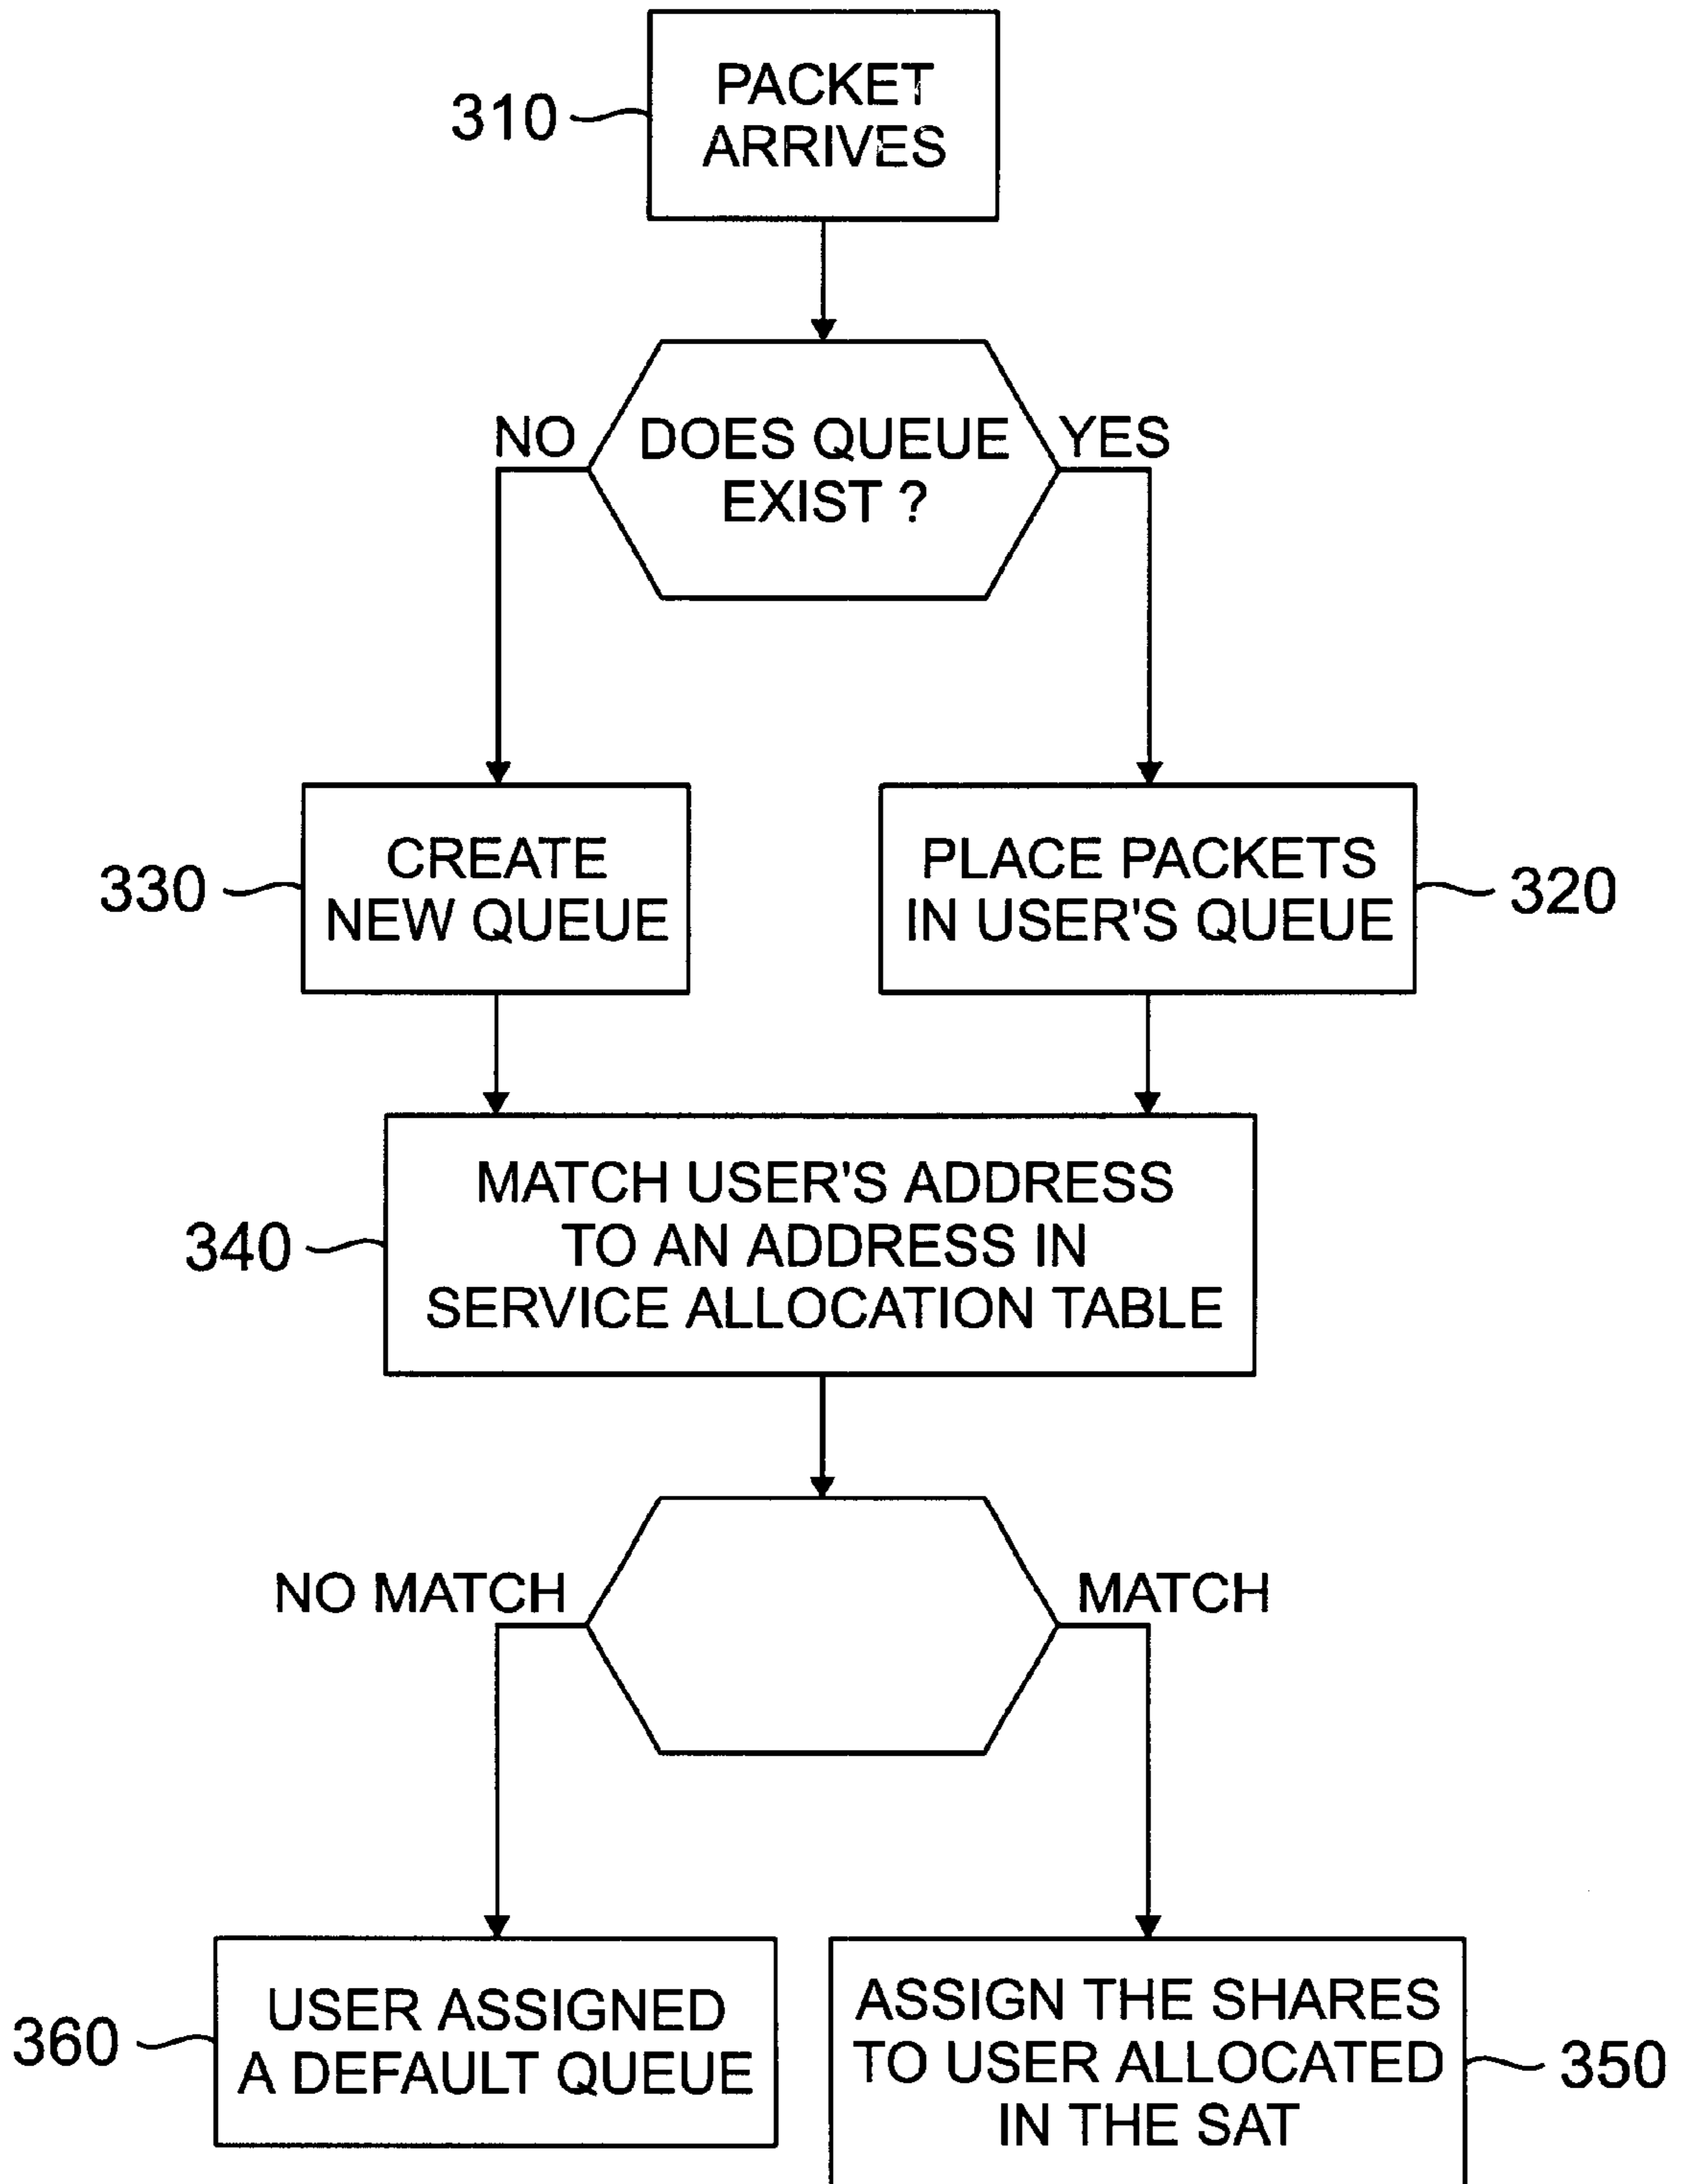 PACKET
ARRIVES
310
NO
DOES QUEUE
EXIST ?
YES
CREATE
NEW QUEUE
330
PLACE PACKETS
IN USER'S QUEUE
320
MATCH USER'S ADDRESS
TO AN ADDRESS IN
SERVICE ALLOCATION TABLE
340
NO MATCH
MATCH
USER ASSIGNED
A DEFAULT QUEUE
360
ASSIGN THE SHARES
TO USER ALLOCATED
IN THE SAT
350